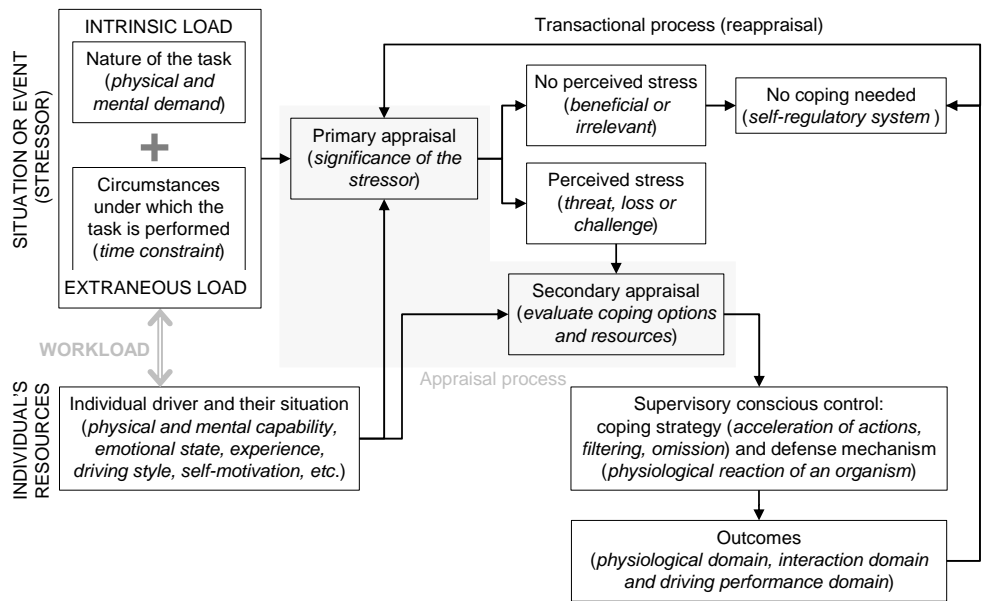 SITUATION OR EVENT
(STRESSOR)
INTRINSIC LOAD
Nature of the task
(physical and
mental demand)
+
Circumstances
under which the
task is performed
(time constraint)
EXTRANEOUS LOAD
WORKLOAD
INDIVIDUAL'S
RESOURCES
Individual driver and their situation
(physical and mental capability,
emotional state, experience,
driving style, self-motivation, etc.)
Transactional process (reappraisal)
Primary appraisal
(significance of the
stressor)
No perceived stress
(beneficial or
irrelevant)
No coping needed
(self-regulatory system )
Perceived stress
(threat, loss or
challenge)
Secondary appraisal
(evaluate coping options
and resources)
Appraisal process
Supervisory conscious control:
coping strategy (acceleration of actions,
filtering, omission) and defense mechanism
(physiological reaction of an organism)
Outcomes
(physiological domain, interaction domain
and driving performance domain)